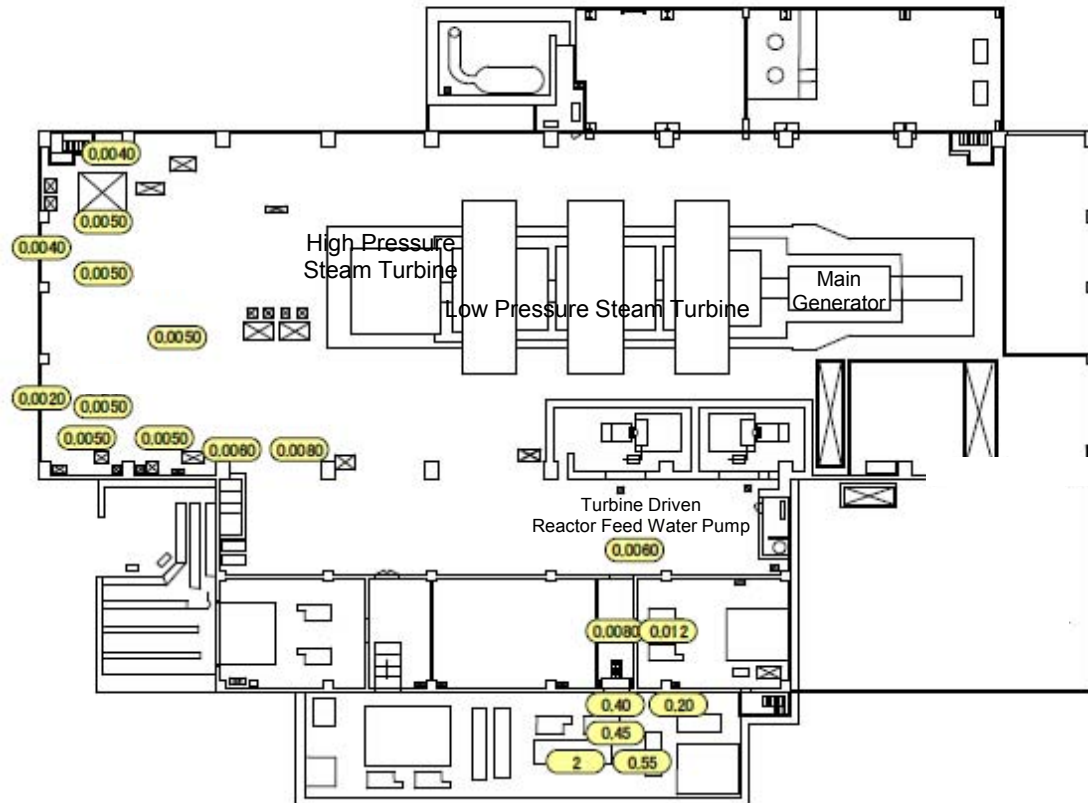 0.0040
0.0050
0.0040
High Pressure
Steam Turbine
0.0050
Main
Generator
Low Pressure Steam Turbine
0.0050
0.0020
0.0050
0.0050
0.0050
0.0060
0.0080
Turbine Driven
Reactor Feed Water Pump
0.0060
0.0080
0.012
0.40
0.20
0.45
2
0.55